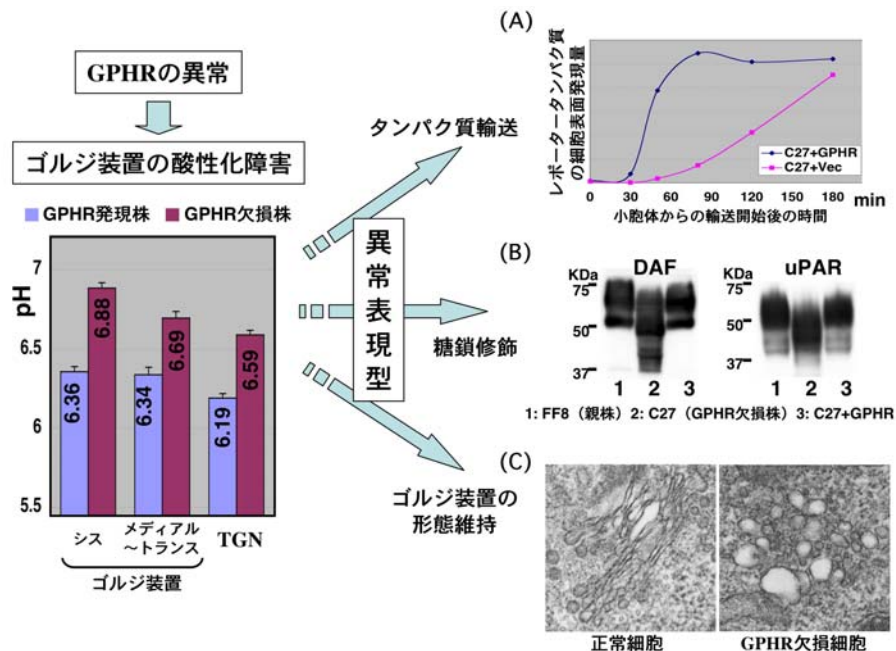 GPHRの異常
ゴルジ装置の酸性化障害
GPHR発現株 GPHR欠損株
pH
7
6.5
6
5.5
6.36
6.88
6.34
6.69
6.19
6.59
シス
メディアル
～トランス
TGN
ゴルジ装置
異常表現型
タンパク質輸送
糖鎖修飾
ゴルジ装置の
形態維持
(A)
レポータータンパク質
の細胞表面発現量
C27+GPHR
C27+Vec
0 30 60 90 120 150 180 min
小胞体からの輸送開始後の時間
(B)
DAF
KDa
75
50
37
1 2 3
uPAR
KDa
75
50
37
1 2 3
1: FF8（親株）2: C27（GPHR欠損株）3: C27+GPHR
(C)
正常細胞
GPHR欠損細胞